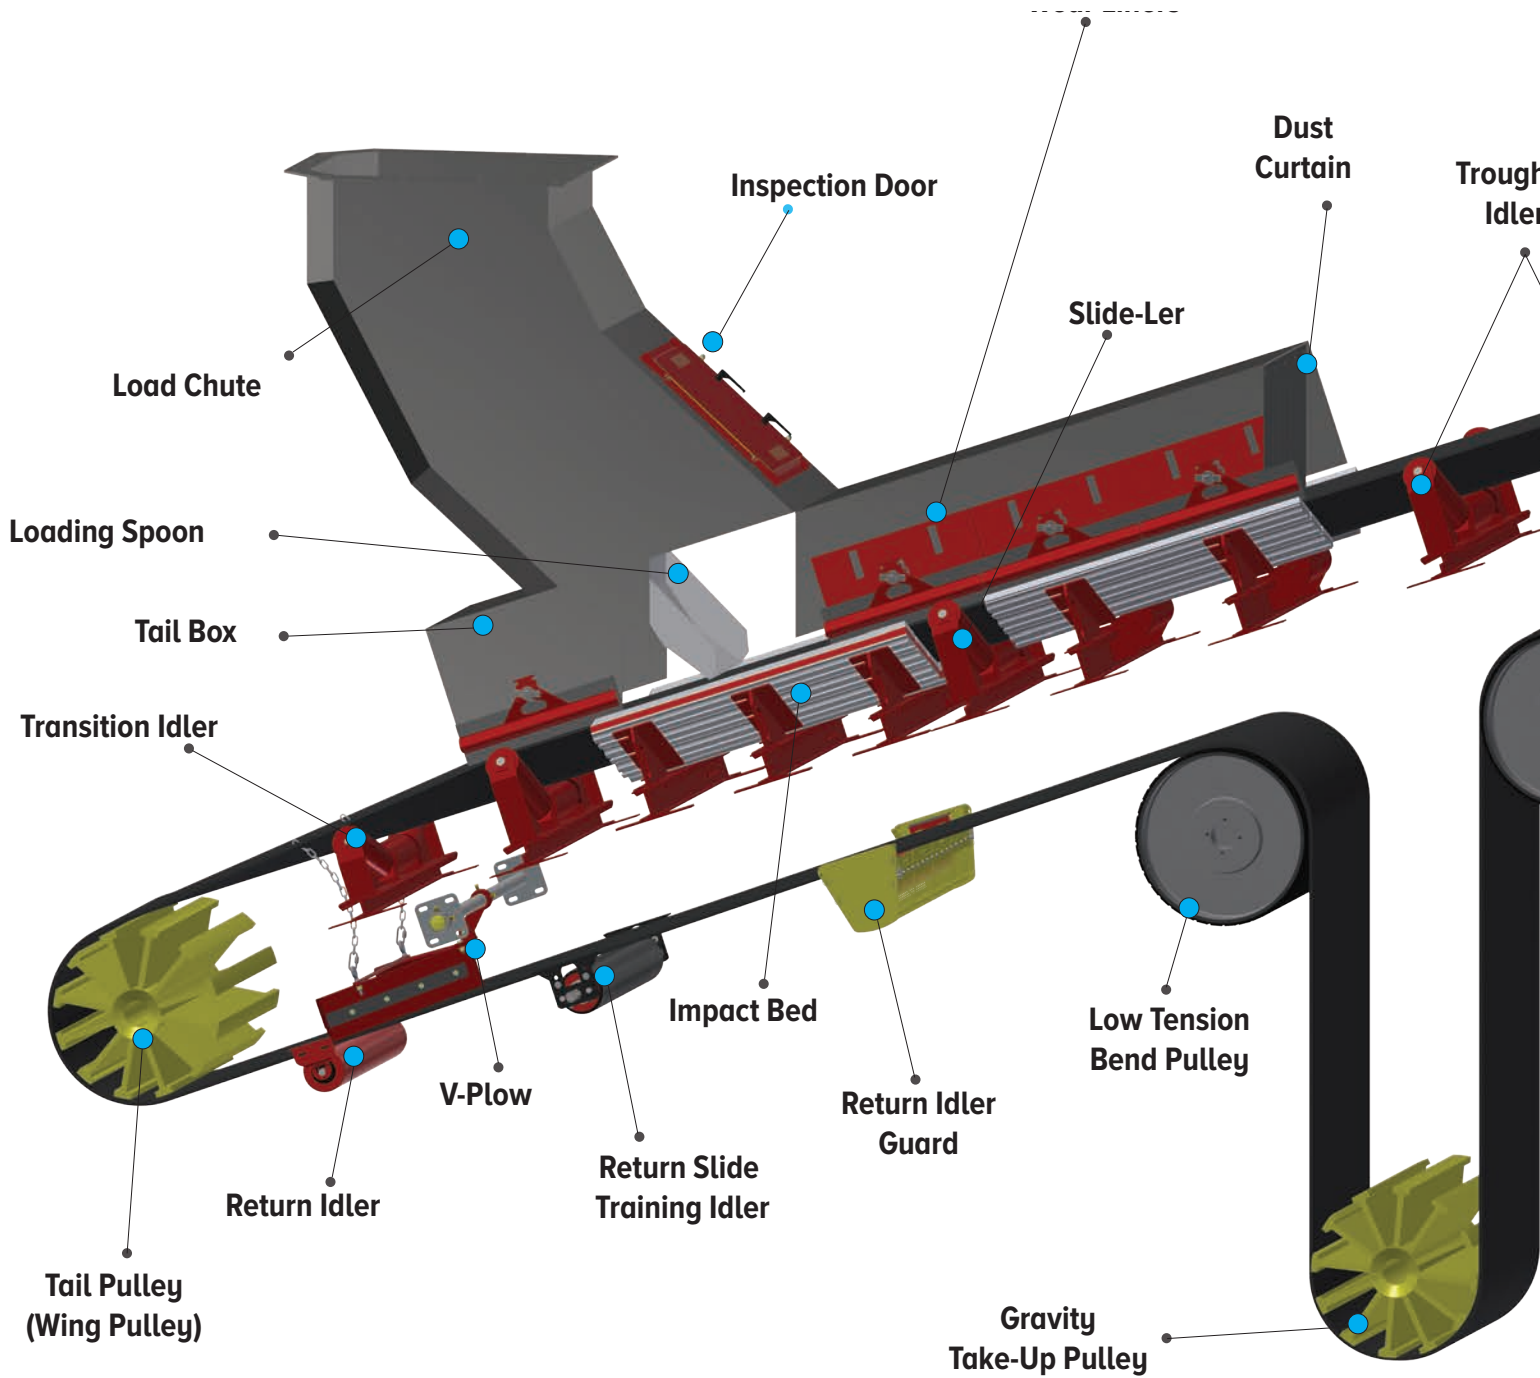 Dust
Curtain
Inspection Door
Idler
Slide-Ler
Load Chute
Loading Spoon
Tail Box
Transition Idler
Impact Bed
Low Tension
Bend Pulley
V-Plow
Return Idler
Guard
Return Slide
Training Idler
Return Idler
Tail Pulley
(Wing Pulley)
Gravity
Take-Up Pulley